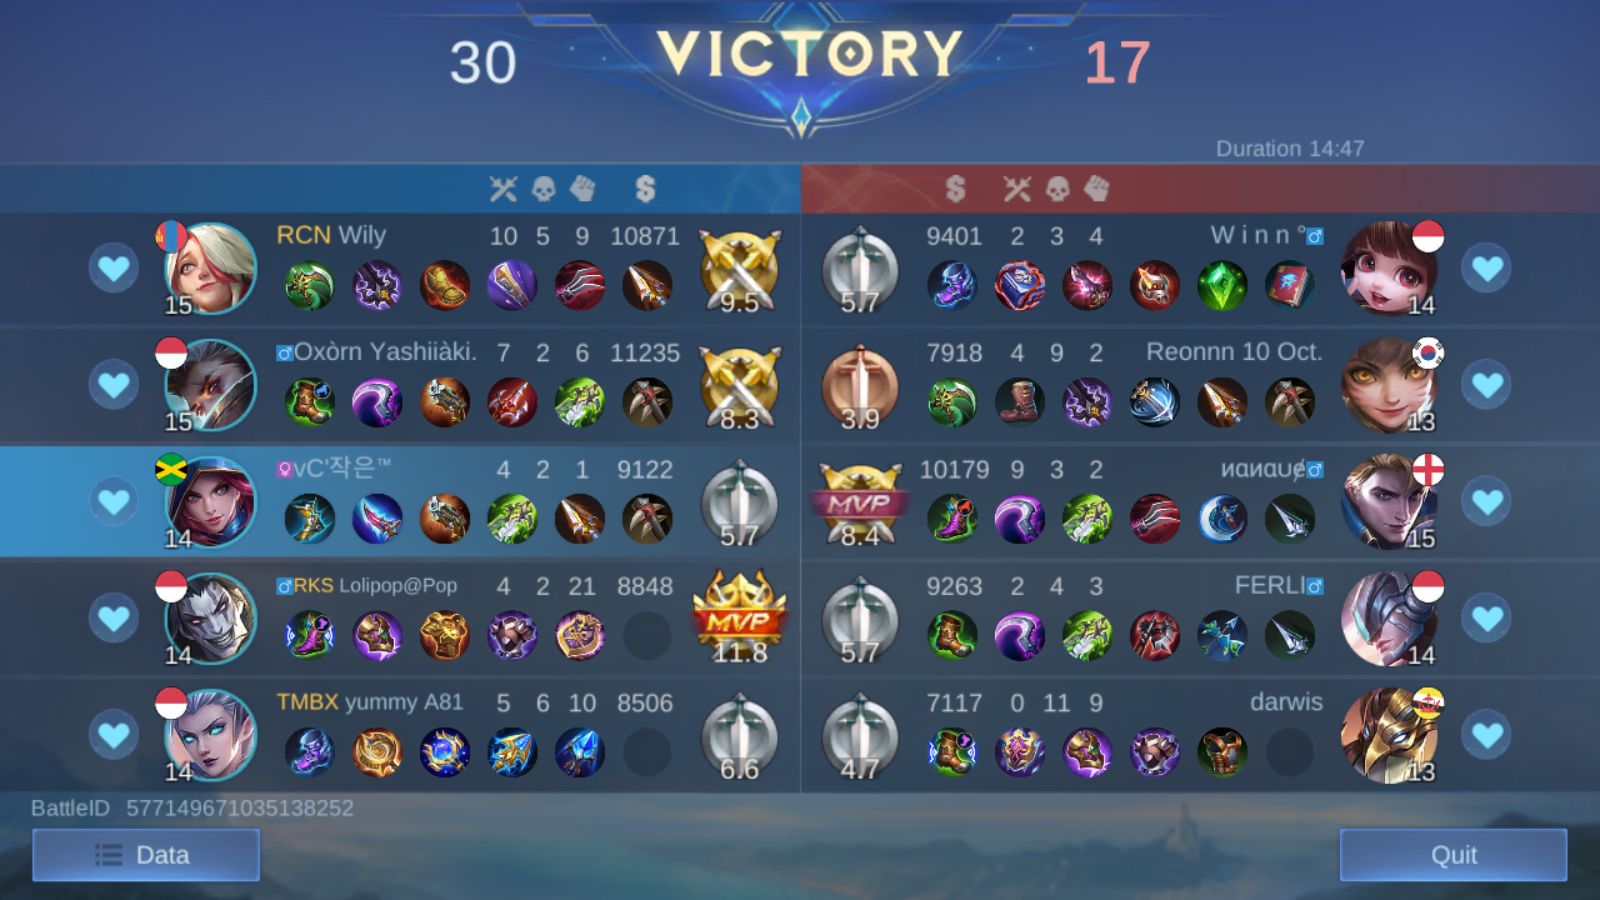 30 VICTORY 17
Duration 14:47
RCN Wily 10 5 9 10871
15 9.5
♂Oxòrn Yashiiàki. 7 2 6 11235
15 8.3
♀vC'작은™ 4 2 1 9122
14 5.7
♂RKS Lolipop@Pop 4 2 21 8848
14 MVP 11.8
TMBX yummy A81 5 6 10 8506
14 6.6
9401 2 3 4 W i n n °♂
5.7 14
7918 4 9 2 Reonnn 10 Oct.
3.9 13
10179 9 3 2 ♂
MVP 8.4 15
9263 2 4 3 FERLI♂
5.7 14
7117 0 11 9 darwis
4.7 13
BattleID 577149671035138252
Data
Quit